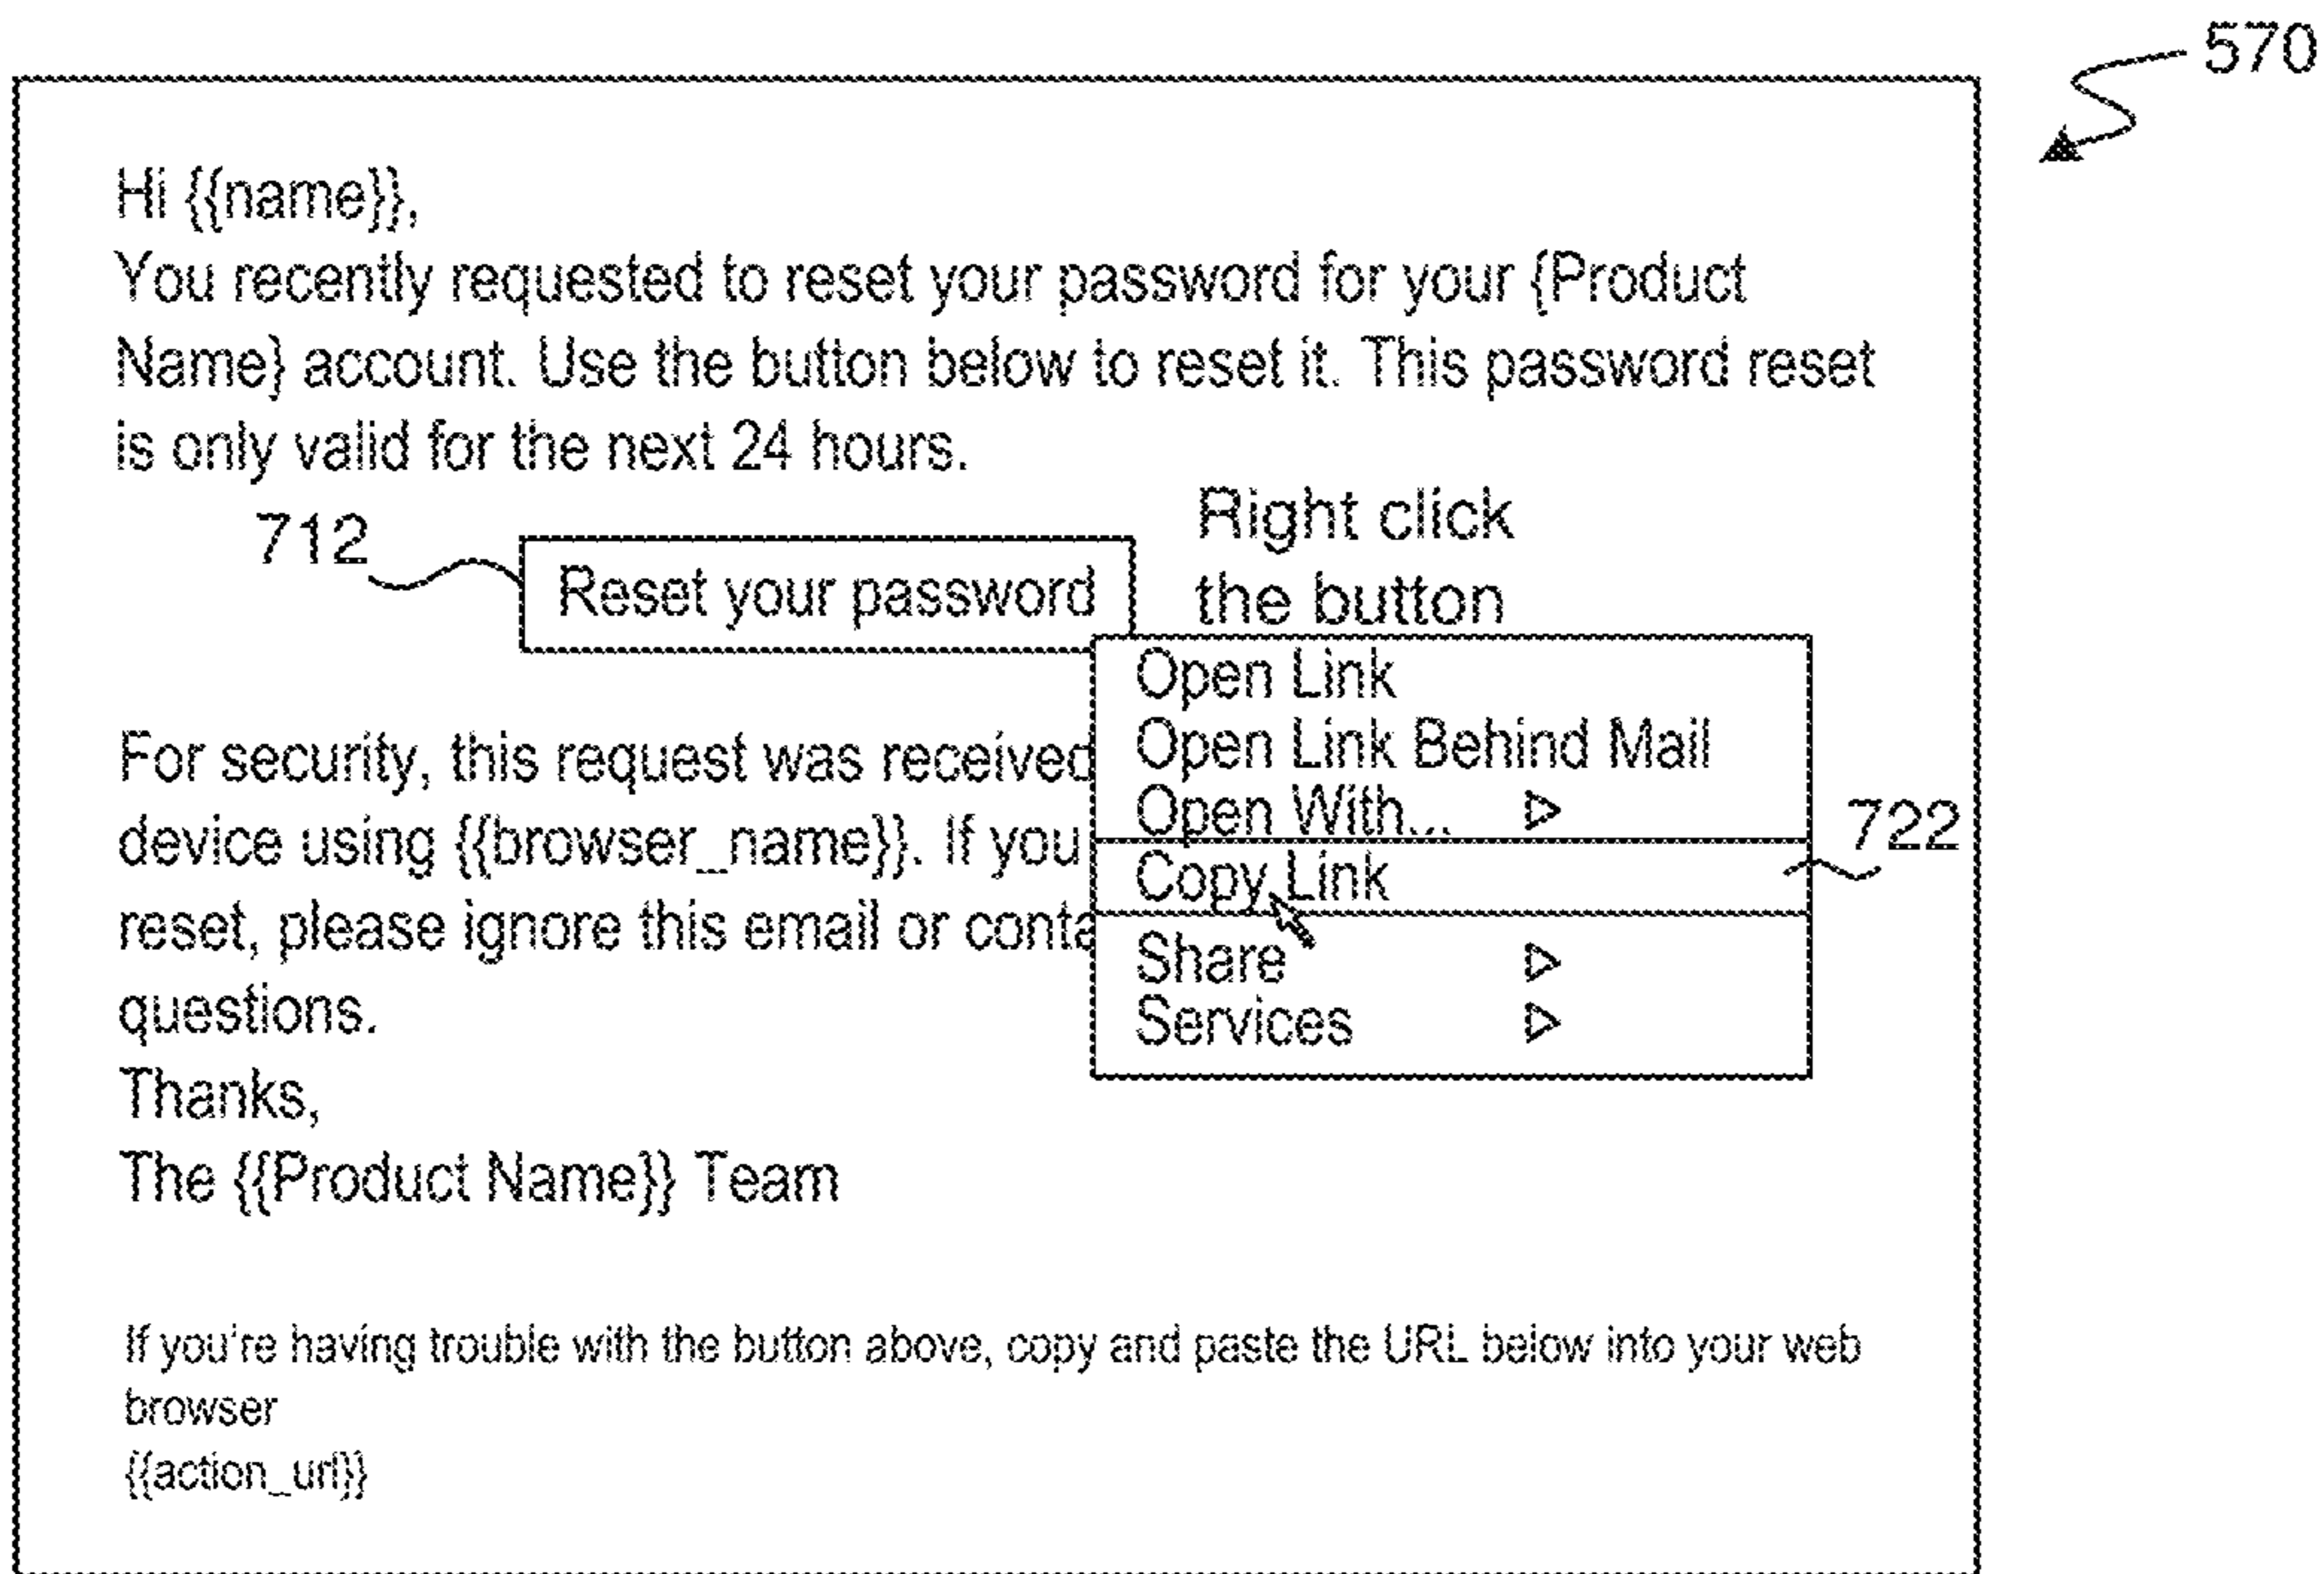 570
Hi {{name}},
You recently requested to reset your password for your {Product
Name} account. Use the button below to reset it. This password reset
is only valid for the next 24 hours.
712
Reset your password
Right click
the button
Open Link
Open Link Behind Mail
Open With...
Copy Link
722
Share
Services
For security, this request was received
device using {{browser_name}}. If you
reset, please ignore this email or conta
questions.
Thanks,
The {{Product Name}} Team
If you're having trouble with the button above, copy and paste the URL below into your web
browser
{{action_url}}